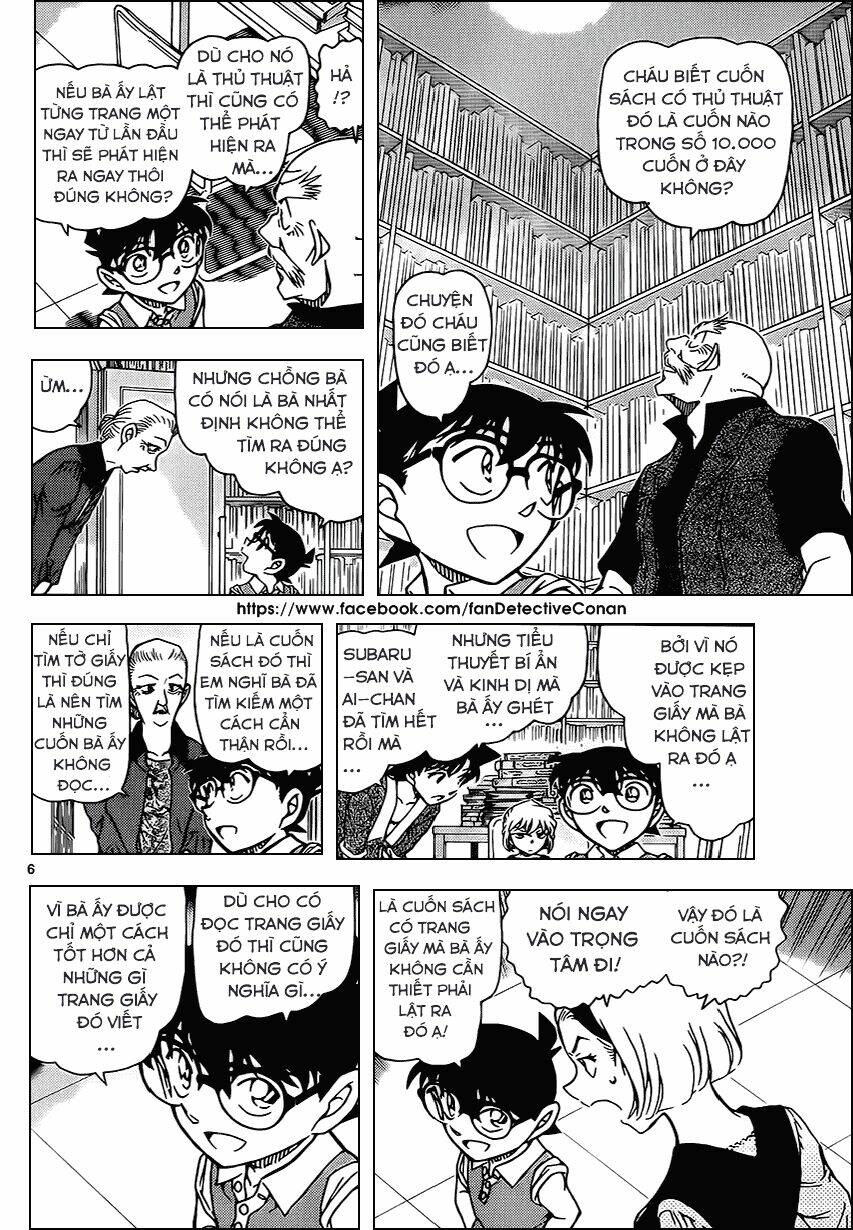 CHÁU BIẾT CUỐN
SÁCH CÓ THỦ THUẬT
ĐÓ LÀ CUỐN NÀO
TRONG SỐ 10.000
CUỐN Ở ĐÂY
KHÔNG?
CHUYỆN
ĐÓ CHÁU
CŨNG BIẾT
ĐÓ Ạ...
HẢ
!?
DÙ CHO NÓ
LÀ THỦ THUẬT
THÌ CŨNG CÓ
THỂ PHÁT
HIỆN RA
MÀ...
NẾU BÀ ẤY LẬT
TỪNG TRANG MỘT
NGAY TỪ LẦN ĐẦU
THÌ SẼ PHÁT HIỆN
RA NGAY THÔI
ĐÚNG KHÔNG?
NHƯNG CHỒNG BÀ
CÓ NÓI LÀ BÀ NHẤT
ĐỊNH KHÔNG THỂ
TÌM RA ĐÚNG
KHÔNG Ạ?
ỪM...
https://www.facebook.com/fanDetectiveConan
BỞI VÌ NÓ
ĐƯỢC KẸP
VÀO TRANG
GIẤY MÀ BÀ
KHÔNG LẬT
RA ĐÓ Ạ
...
NHƯNG TIỂU
THUYẾT BÍ ẨN
VÀ KINH DỊ MÀ
BÀ ẤY GHÉT
...
SUBARU
-SAN VÀ
AI-CHAN
ĐÃ TÌM HẾT
RỒI MÀ
...
NẾU LÀ CUỐN
SÁCH ĐÓ THÌ
EM NGHĨ BÀ ĐÃ
TÌM KIẾM MỘT
CÁCH CẨN
THẬN RỒI...
NẾU CHỈ
TÌM TỜ GIẤY
THÌ ĐÚNG
LÀ NÊN TÌM
NHỮNG
CUỐN BÀ ẤY
KHÔNG
ĐỌC...
6
VẬY ĐÓ LÀ
CUỐN SÁCH
NÀO?!
NÓI NGAY
VÀO TRỌNG
TÂM ĐI!
LÀ CUỐN SÁCH
CÓ TRANG
GIẤY MÀ BÀ ẤY
KHÔNG CẦN
THIẾT PHẢI
LẬT RA
ĐÓ Ạ!
DÙ CHO CÓ
ĐỌC TRANG GIẤY
ĐÓ THÌ CŨNG
KHÔNG CÓ Ý
NGHĨA GÌ...
VÌ BÀ ẤY ĐƯỢC
CHỈ MỘT CÁCH
TỐT HƠN CẢ
NHỮNG GÌ
TRANG GIẤY
ĐÓ VIẾT
...